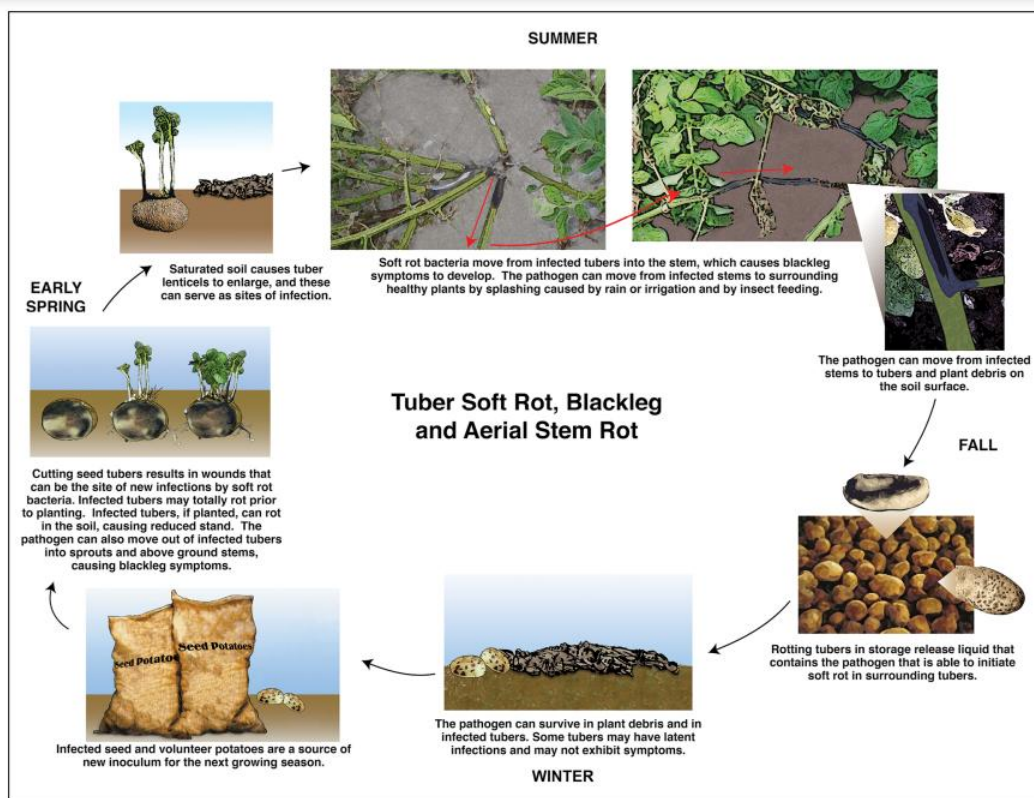 SUMMER
Saturated soil causes tuber
lenticels to enlarge, and these
can serve as sites of infection.
Soft rot bacteria move from infected tubers into the stem, which causes blackleg
symptoms to develop.  The pathogen can move from infected stems to surrounding
healthy plants by splashing caused by rain or irrigation and by insect feeding.
The pathogen can move from infected
stems to tubers and plant debris on
the soil surface.
EARLY
SPRING
Tuber Soft Rot, Blackleg
and Aerial Stem Rot
FALL
Cutting seed tubers results in wounds that
can be the site of new infections by soft rot
bacteria. Infected tubers may totally rot prior
to planting.  Infected tubers, if planted, can rot
in the soil, causing reduced stand.  The
pathogen can also move out of infected tubers
into sprouts and above ground stems,
causing blackleg symptoms.
Rotting tubers in storage release liquid that
contains the pathogen that is able to initiate
soft rot in surrounding tubers.
Seed Potatoe
Seed Potatoes
Infected seed and volunteer potatoes are a source of
new inoculum for the next growing season.
The pathogen can survive in plant debris and in
infected tubers. Some tubers may have latent
infections and may not exhibit symptoms.
WINTER